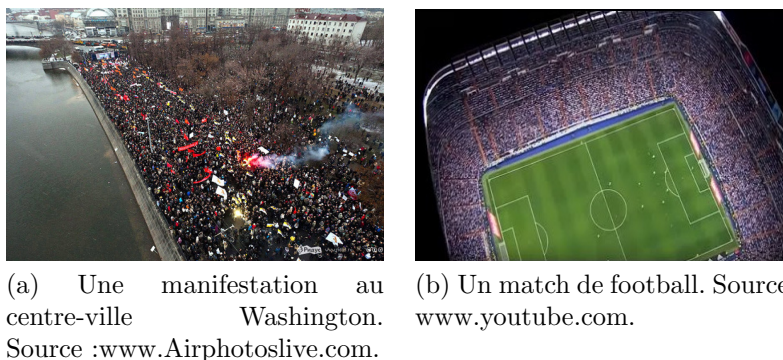 (a) Une manifestation au
centre-ville Washington.
Source :www.Airphotoslive.com.
(b) Un match de football. Source
www.youtube.com.